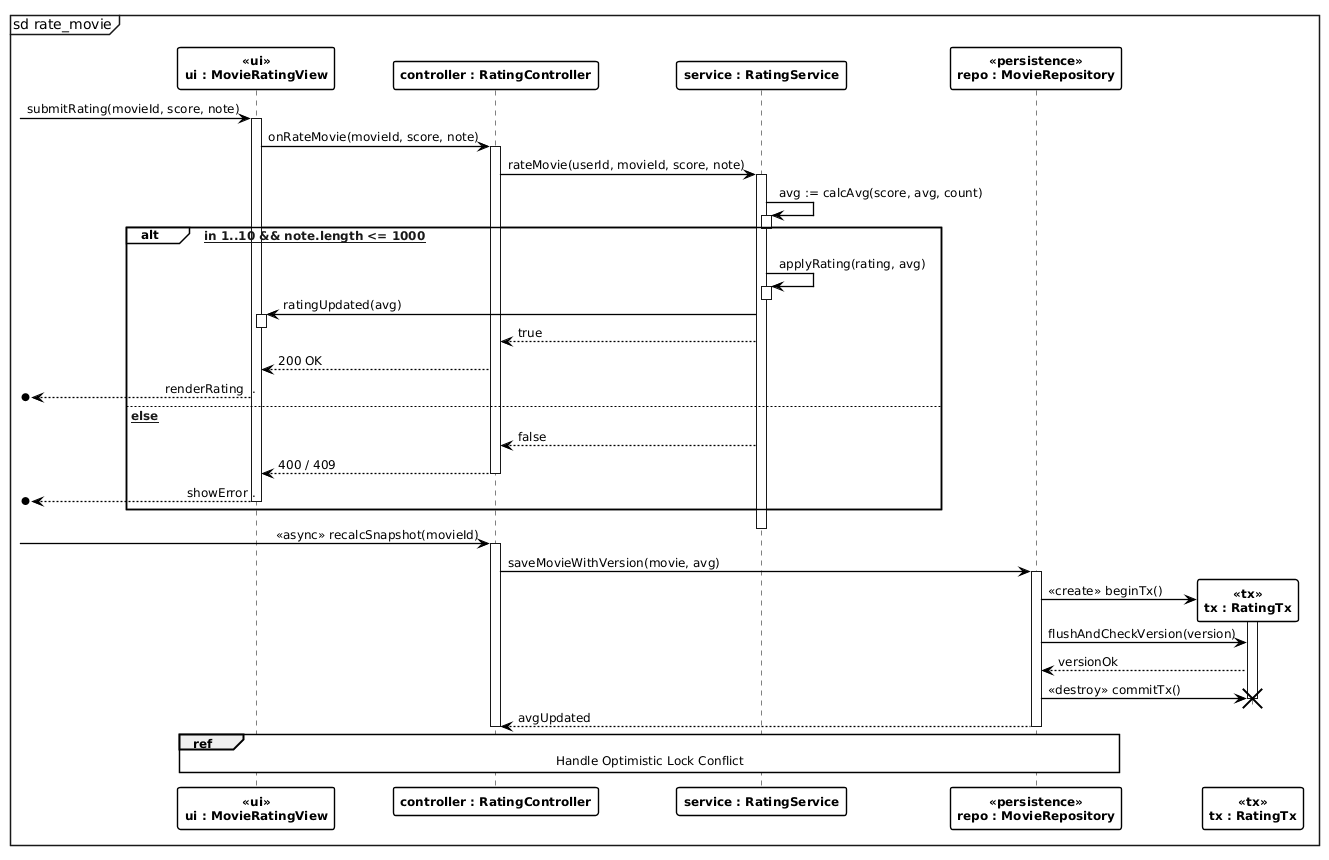 sd rate_movie
«ui»
ui : MovieRatingView
controller : RatingController
service : RatingService
«persistence»
repo : MovieRepository
submitRating(movieId, score, note)
onRateMovie(movieId, score, note)
rateMovie(userId, movieId, score, note)
avg := calcAvg(score, avg, count)
alt
in 1..10 && note.length <= 1000
applyRating(rating, avg)
ratingUpdated(avg)
true
200 OK
renderRating .
else
false
400 / 409
showError .
«async» recalcSnapshot(movieId)
saveMovieWithVersion(movie, avg)
«create» beginTx()
«tx»
tx : RatingTx
flushAndCheckVersion(version)
versionOk
«destroy» commitTx()
avgUpdated
ref
Handle Optimistic Lock Conflict
«ui»
ui : MovieRatingView
controller : RatingController
service : RatingService
«persistence»
repo : MovieRepository
«tx»
tx : RatingTx